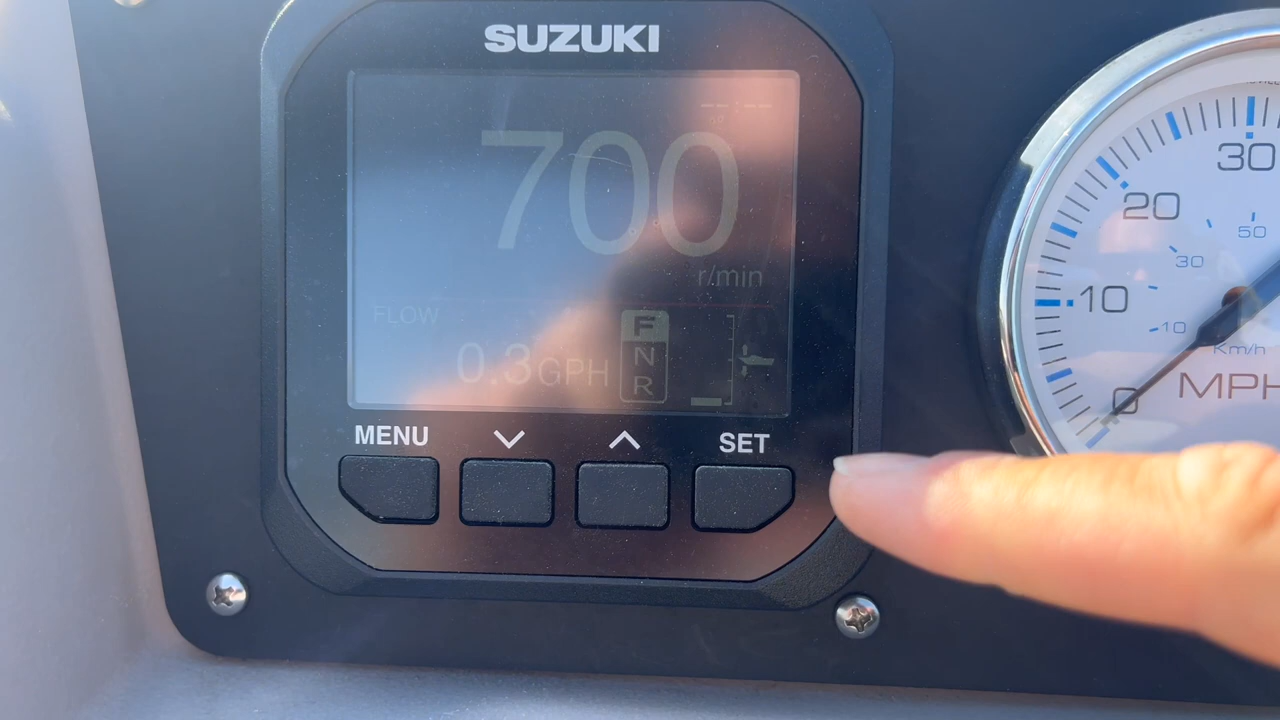 SUZUKI
--:--
700
r/min
FLOW
0.3GPH
F
N
R
MENU
SET
30
20
10
0
50
30
10
Km/h
MPH